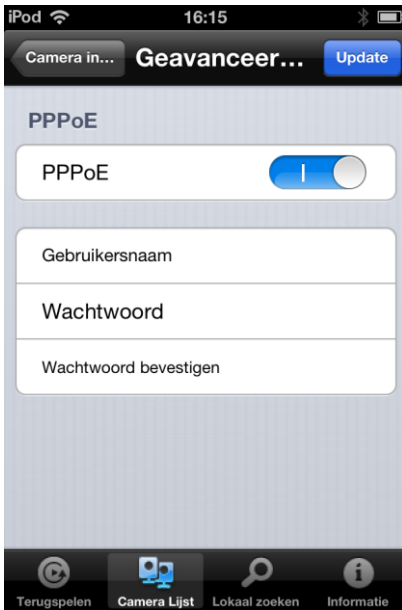 iPod 16:15
Camera in... Geavanceer... Update
PPPoE
PPPoE
Gebruikersnaam
Wachtwoord
Wachtwoord bevestigen
Terugspelen Camera Lijst Lokaal zoeken Informatie